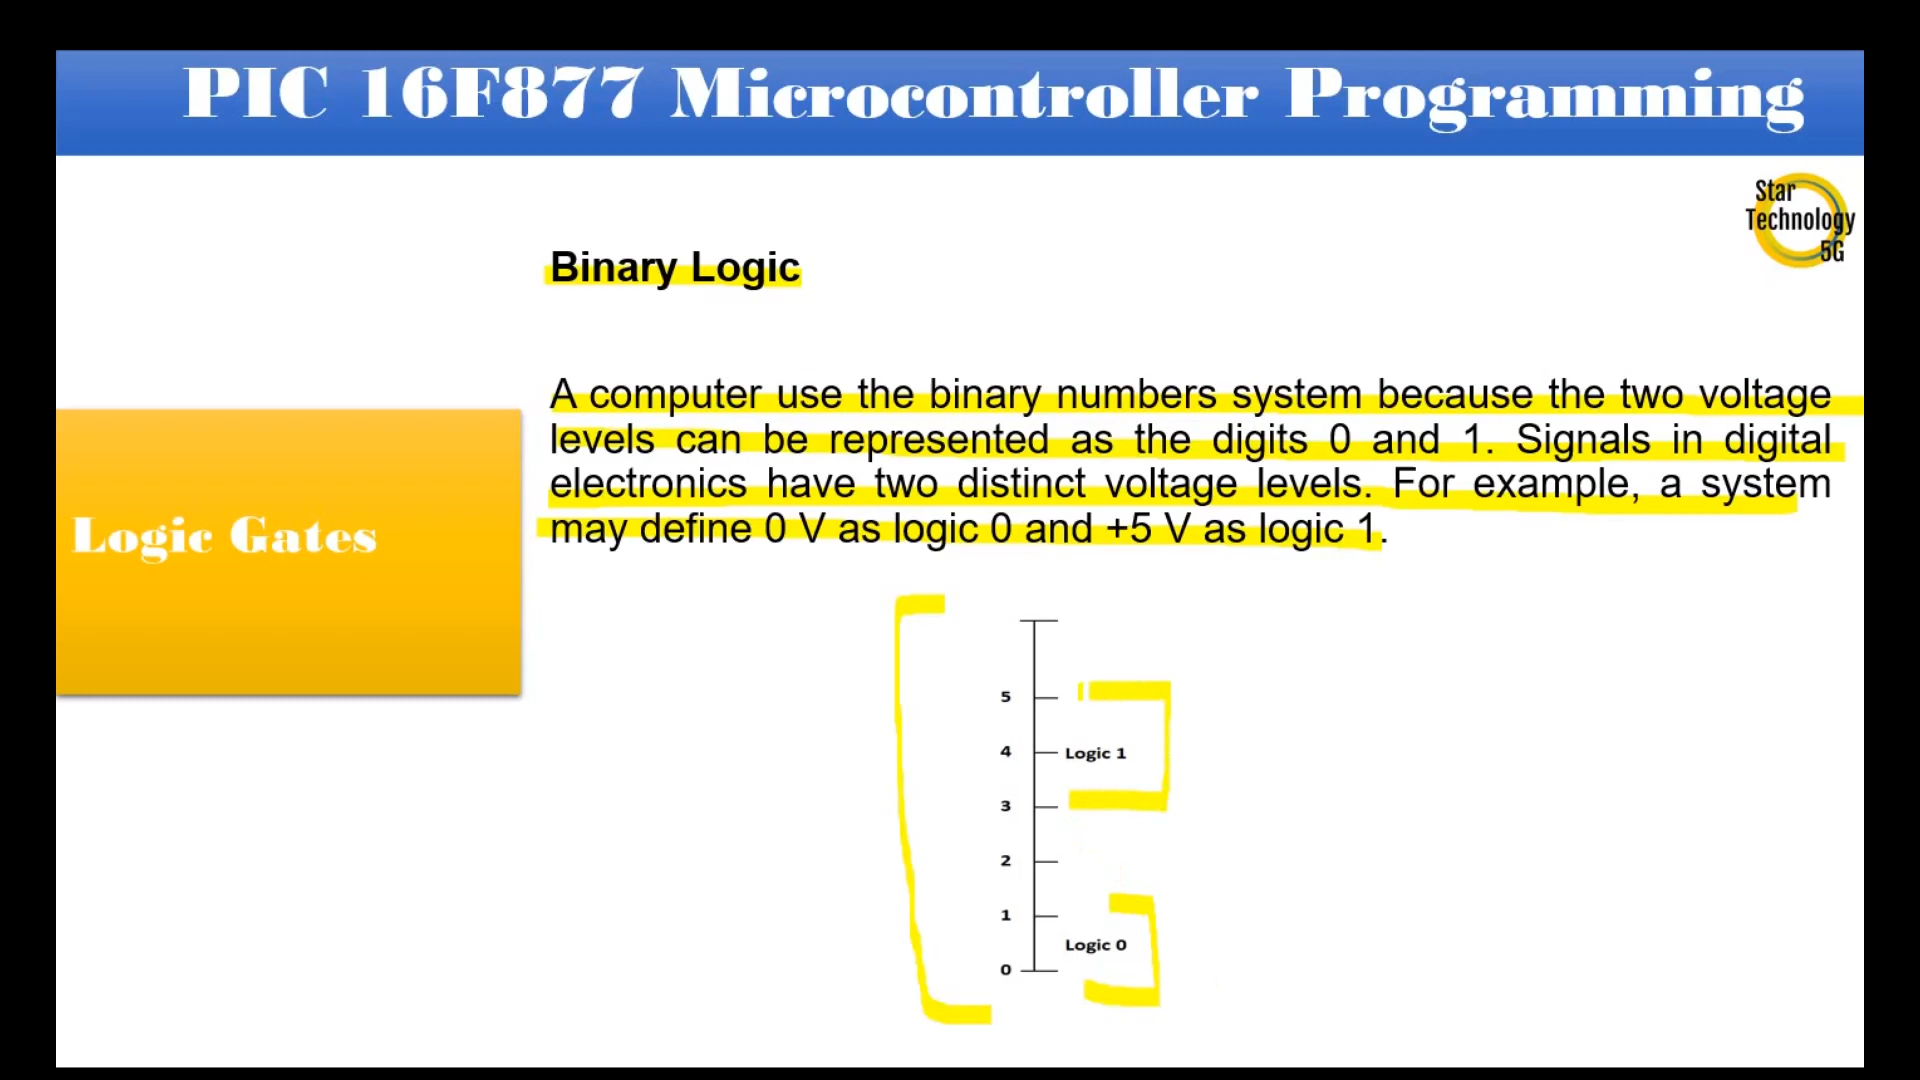 PIC 16F877 Microcontroller Programming
Star
Technology
5G
Binary Logic
A computer use the binary numbers system because the two voltage
levels can be represented as the digits 0 and 1. Signals in digital
electronics have two distinct voltage levels. For example, a system
may define 0 V as logic 0 and +5 V as logic 1.
Logic Gates
5
4 Logic 1
3
2
1
Logic 0
0